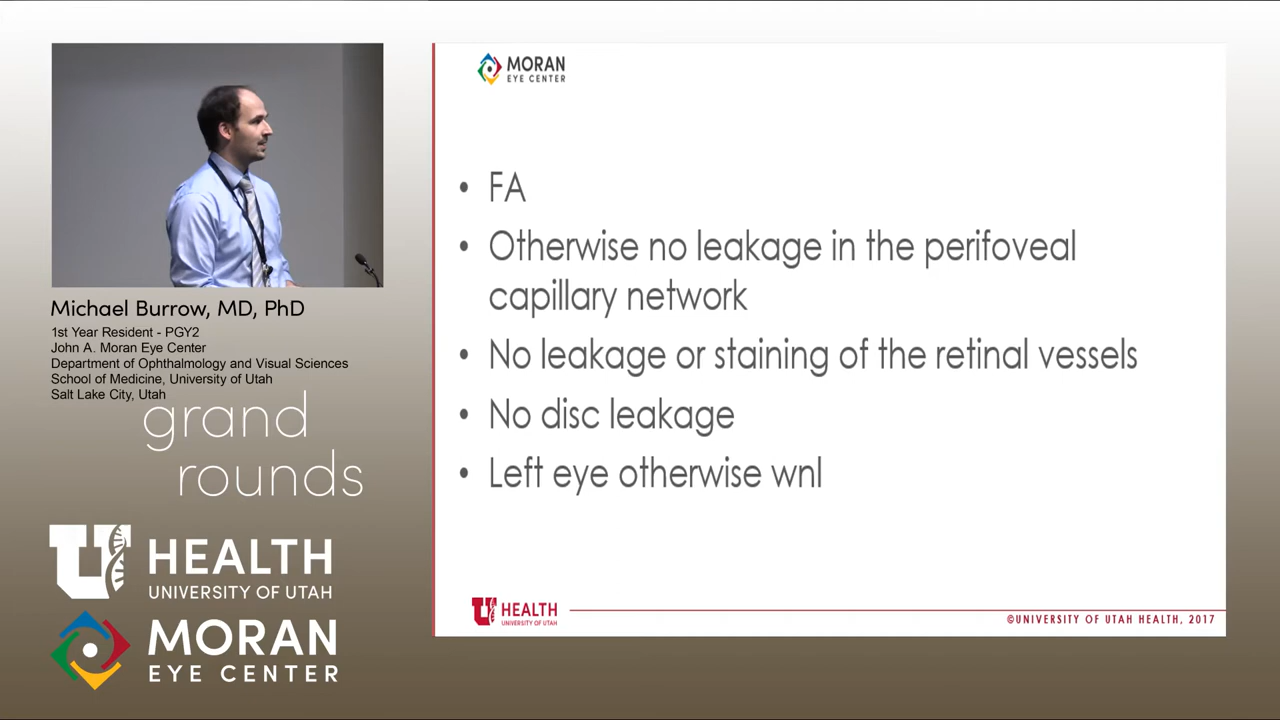 Michael Burrow, MD, PhD
1st Year Resident - PGY2
John A. Moran Eye Center
Department of Ophthalmology and Visual Sciences
School of Medicine, University of Utah
Salt Lake City, Utah
grand
rounds
U HEALTH
UNIVERSITY OF UTAH
MORAN
EYE CENTER
MORAN
EYE CENTER
• FA
• Otherwise no leakage in the perifoveal
capillary network
• No leakage or staining of the retinal vessels
• No disc leakage
• Left eye otherwise wnl
U HEALTH
UNIVERSITY OF UTAH
©UNIVERSITY OF UTAH HEALTH, 2017